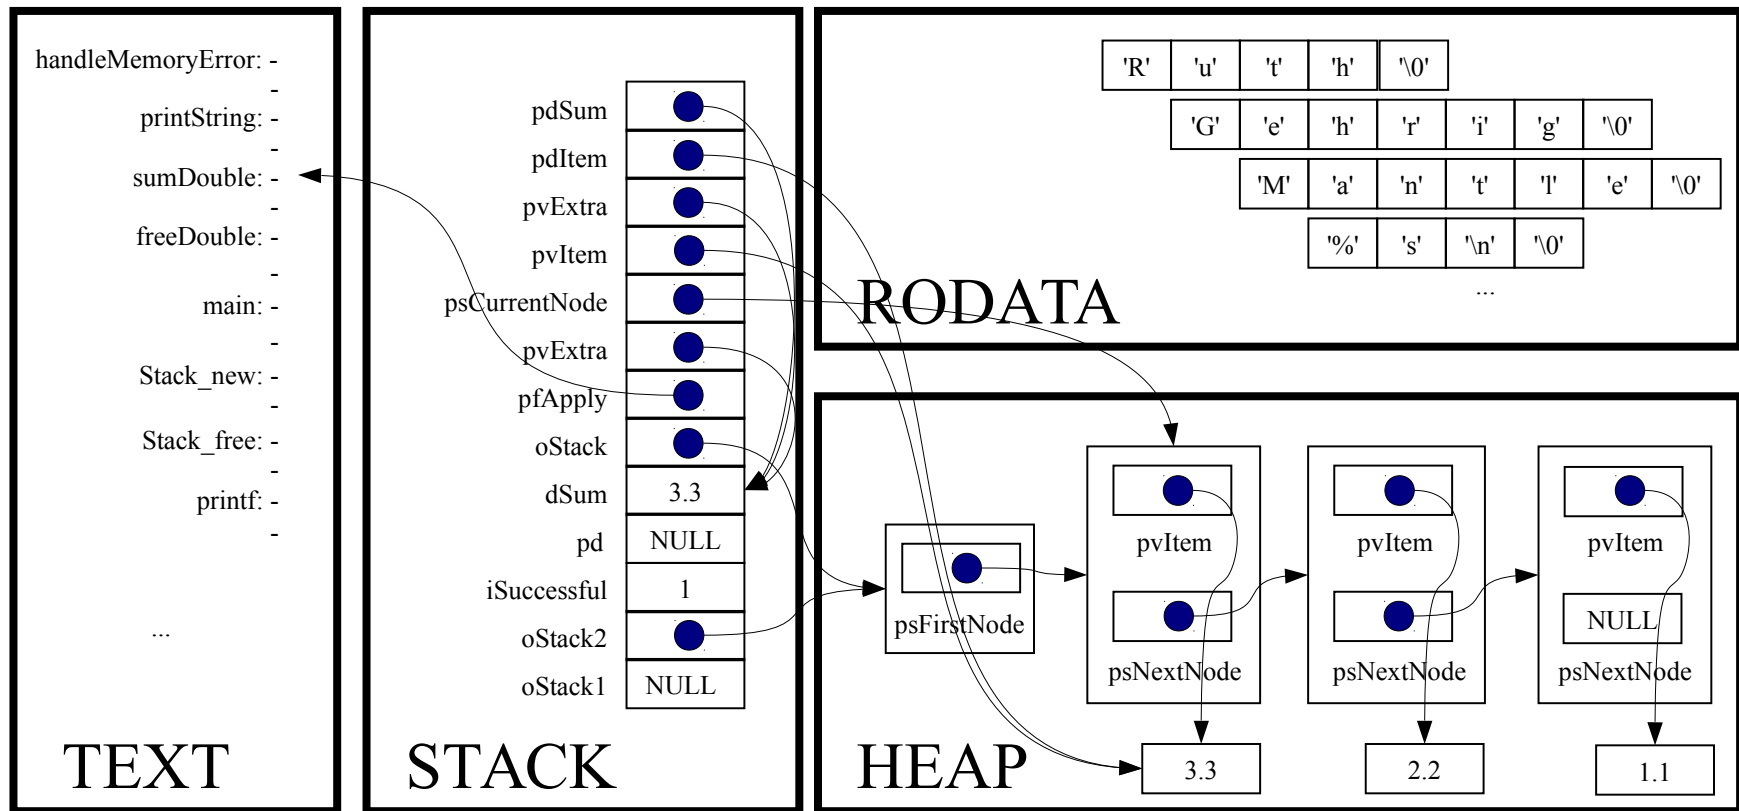 handleMemoryError: -
-
printString: -
-
sumDouble: -
-
freeDouble: -
-
main: -
-
Stack_new: -
-
Stack_free: -
-
printf: -
-
...
TEXT
pdSum
pdItem
pvExtra
pvItem
psCurrentNode
pvExtra
pfApply
oStack
dSum 3.3
pd NULL
iSuccessful 1
oStack2
oStack1 NULL
STACK
'R' 'u' 't' 'h' '\0'
'G' 'e' 'h' 'r' 'i' 'g' '\0'
'M' 'a' 'n' 't' 'l' 'e' '\0'
'%' 's' '\n' '\0'
...
RODATA
psFirstNode
pvItem pvItem pvItem
NULL
psNextNode psNextNode psNextNode
3.3 2.2 1.1
HEAP